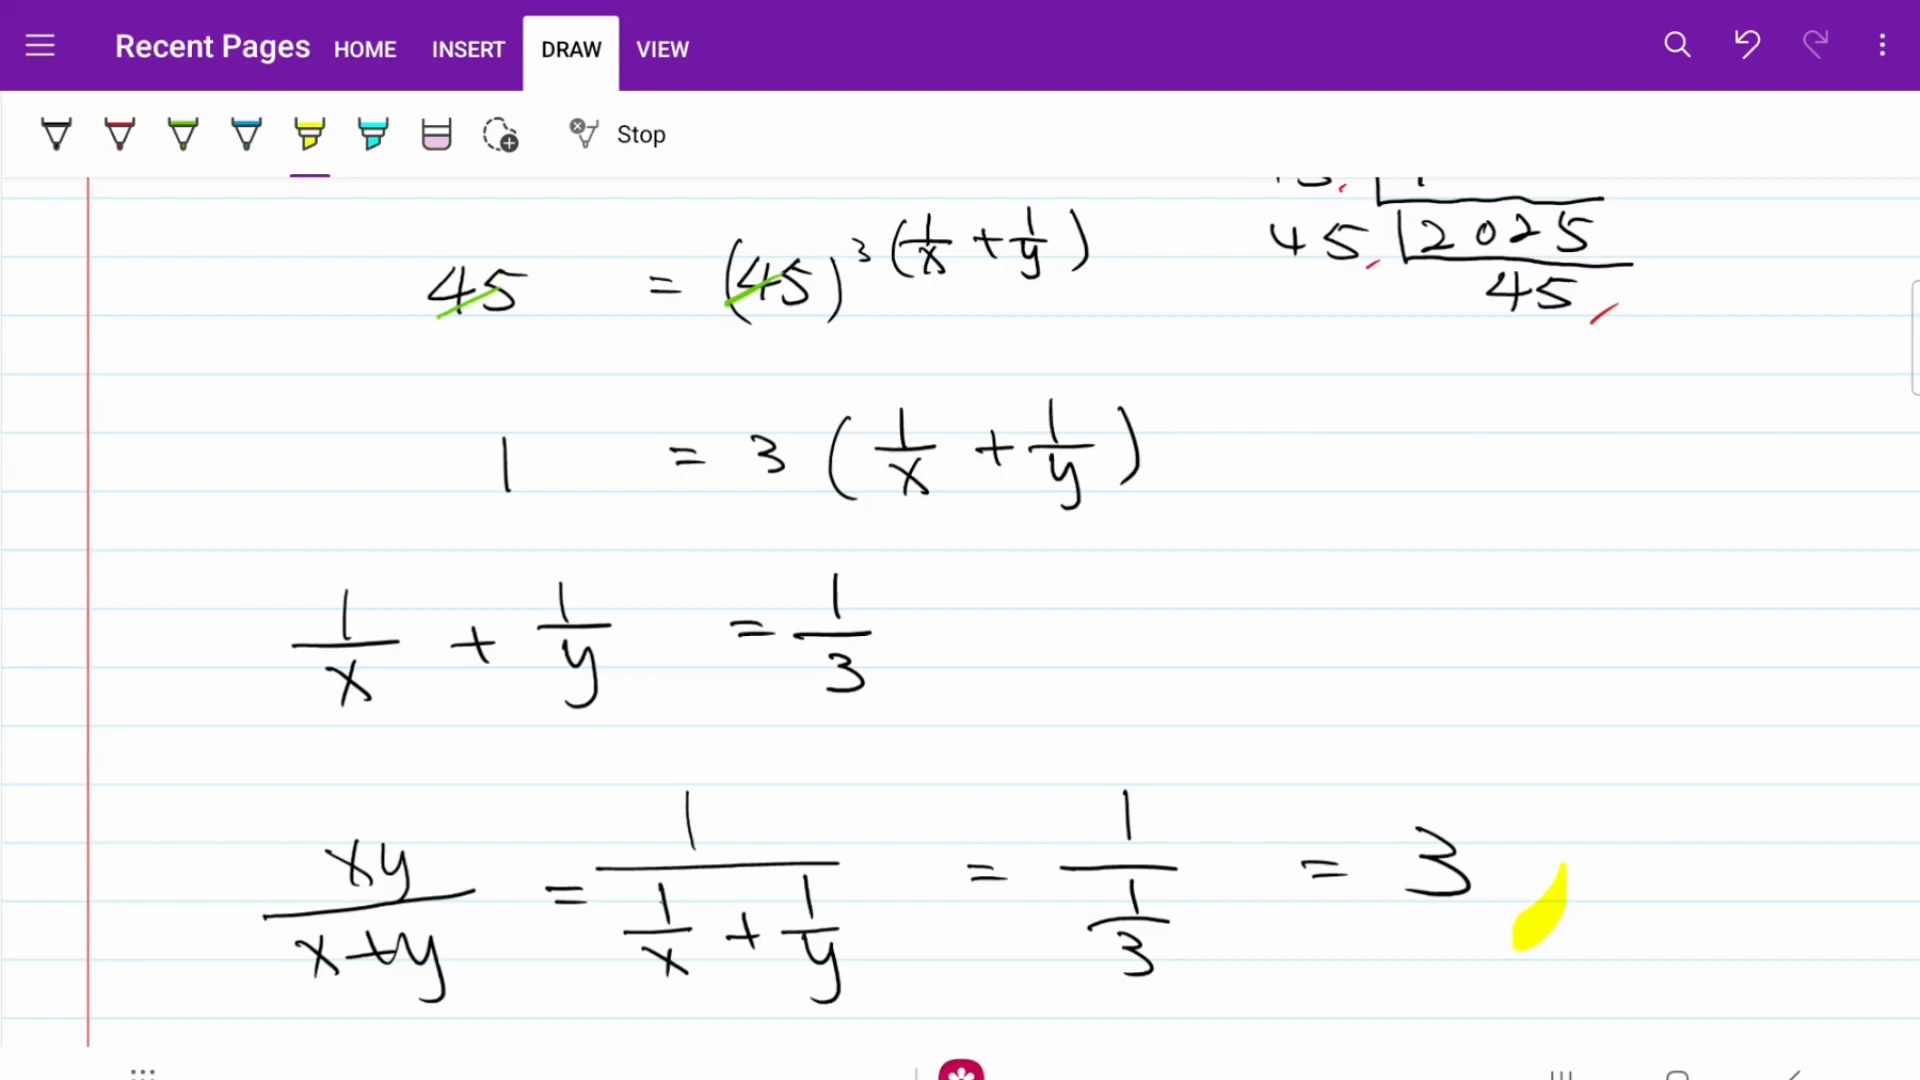 Recent Pages HOME INSERT DRAW VIEW
Stop
45 = (45)^3(1/x + 1/y)
45 | 2025
45
1 = 3 (1/x + 1/y)
1/x + 1/y = 1/3
xy/(x+y) = 1/(1/x + 1/y) = 1/(1/3) = 3